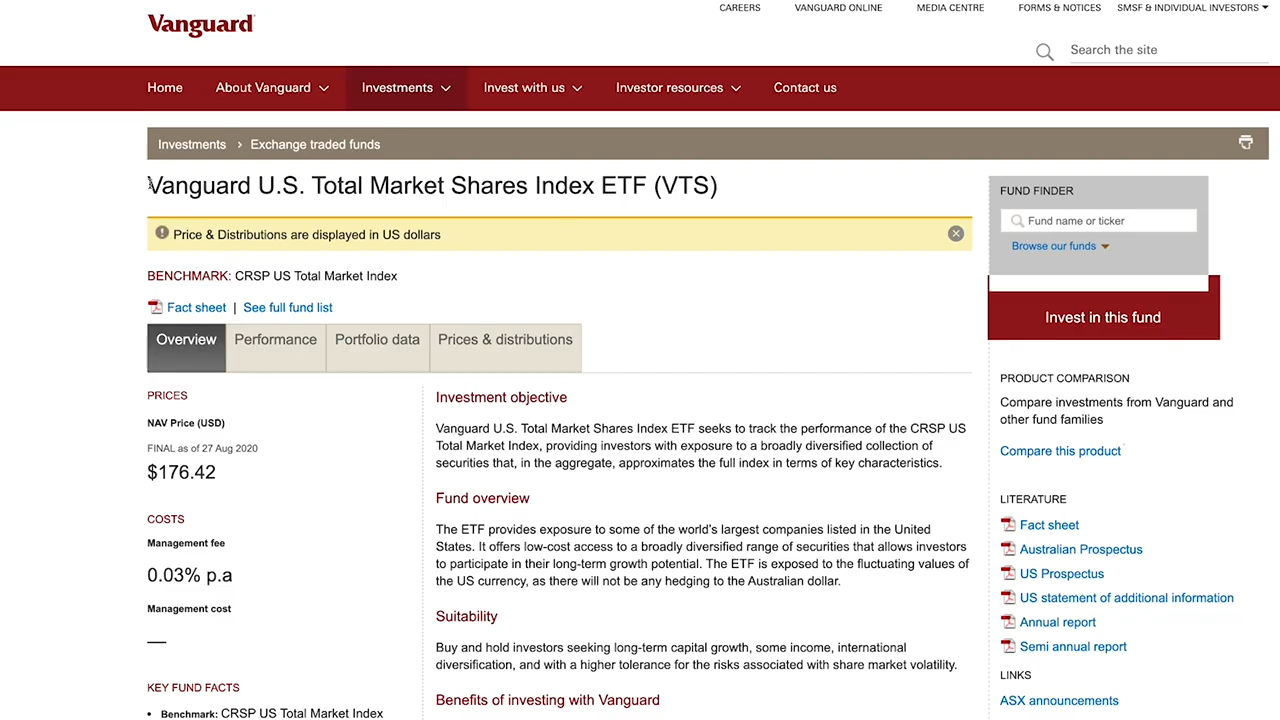 CAREERS VANGUARD ONLINE MEDIA CENTRE FORMS & NOTICES SMSF & INDIVIDUAL INVESTORS
Vanguard
Search the site
Home About Vanguard Investments Invest with us Investor resources Contact us
Investments › Exchange traded funds
Vanguard U.S. Total Market Shares Index ETF (VTS)
Price & Distributions are displayed in US dollars
BENCHMARK: CRSP US Total Market Index
Fact sheet | See full fund list
Overview Performance Portfolio data Prices & distributions
PRICES
NAV Price (USD)
FINAL as of 27 Aug 2020
$176.42
COSTS
Management fee
0.03% p.a
Management cost
—
KEY FUND FACTS
• Benchmark: CRSP US Total Market Index
Investment objective
Vanguard U.S. Total Market Shares Index ETF seeks to track the performance of the CRSP US
Total Market Index, providing investors with exposure to a broadly diversified collection of
securities that, in the aggregate, approximates the full index in terms of key characteristics.
Fund overview
The ETF provides exposure to some of the world's largest companies listed in the United
States. It offers low-cost access to a broadly diversified range of securities that allows investors
to participate in their long-term growth potential. The ETF is exposed to the fluctuating values of
the US currency, as there will not be any hedging to the Australian dollar.
Suitability
Buy and hold investors seeking long-term capital growth, some income, international
diversification, and with a higher tolerance for the risks associated with share market volatility.
Benefits of investing with Vanguard
FUND FINDER
Fund name or ticker
Browse our funds
Invest in this fund
PRODUCT COMPARISON
Compare investments from Vanguard and
other fund families
Compare this product
LITERATURE
Fact sheet
Australian Prospectus
US Prospectus
US statement of additional information
Annual report
Semi annual report
LINKS
ASX announcements